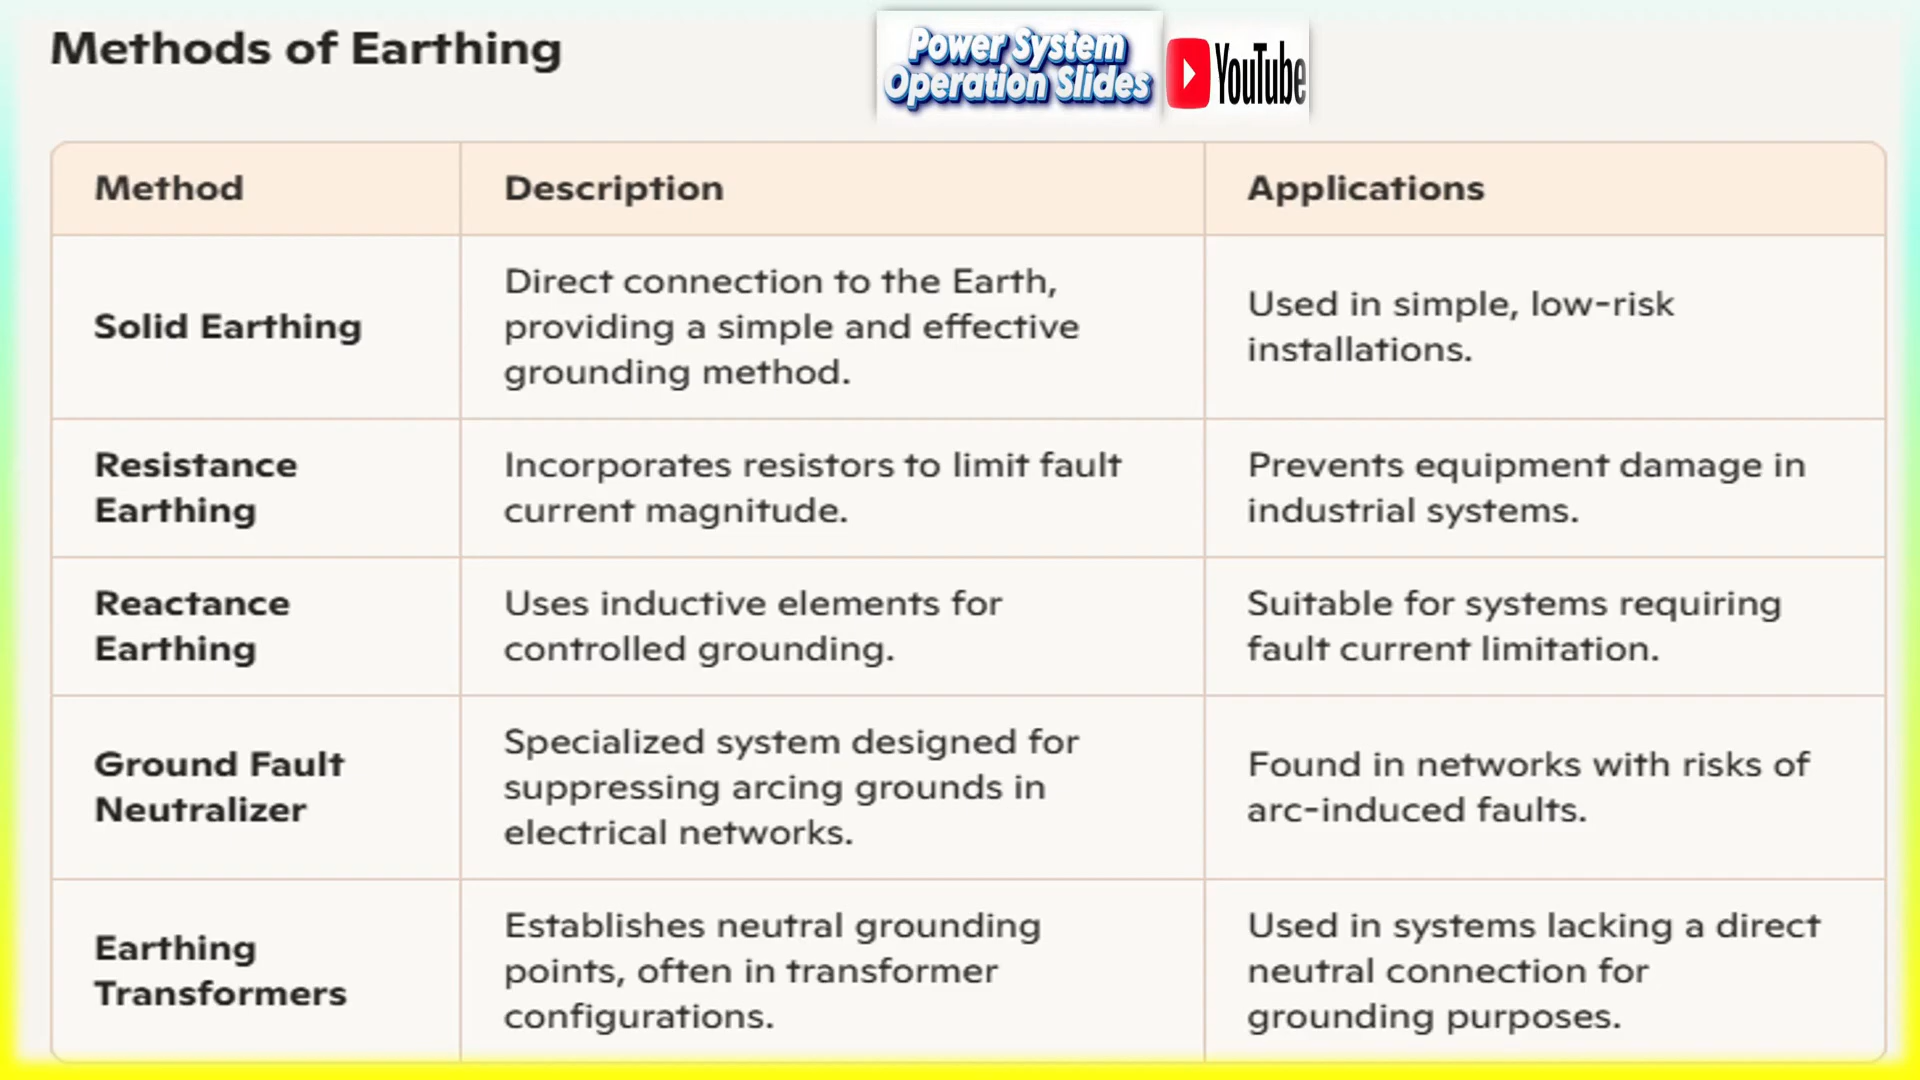 Methods of Earthing
Power System
Operation Slides
YouTube
Method
Description
Applications
Solid Earthing
Direct connection to the Earth,
providing a simple and effective
grounding method.
Used in simple, low-risk
installations.
Resistance
Earthing
Incorporates resistors to limit fault
current magnitude.
Prevents equipment damage in
industrial systems.
Reactance
Earthing
Uses inductive elements for
controlled grounding.
Suitable for systems requiring
fault current limitation.
Ground Fault
Neutralizer
Specialized system designed for
suppressing arcing grounds in
electrical networks.
Found in networks with risks of
arc-induced faults.
Earthing
Transformers
Establishes neutral grounding
points, often in transformer
configurations.
Used in systems lacking a direct
neutral connection for
grounding purposes.